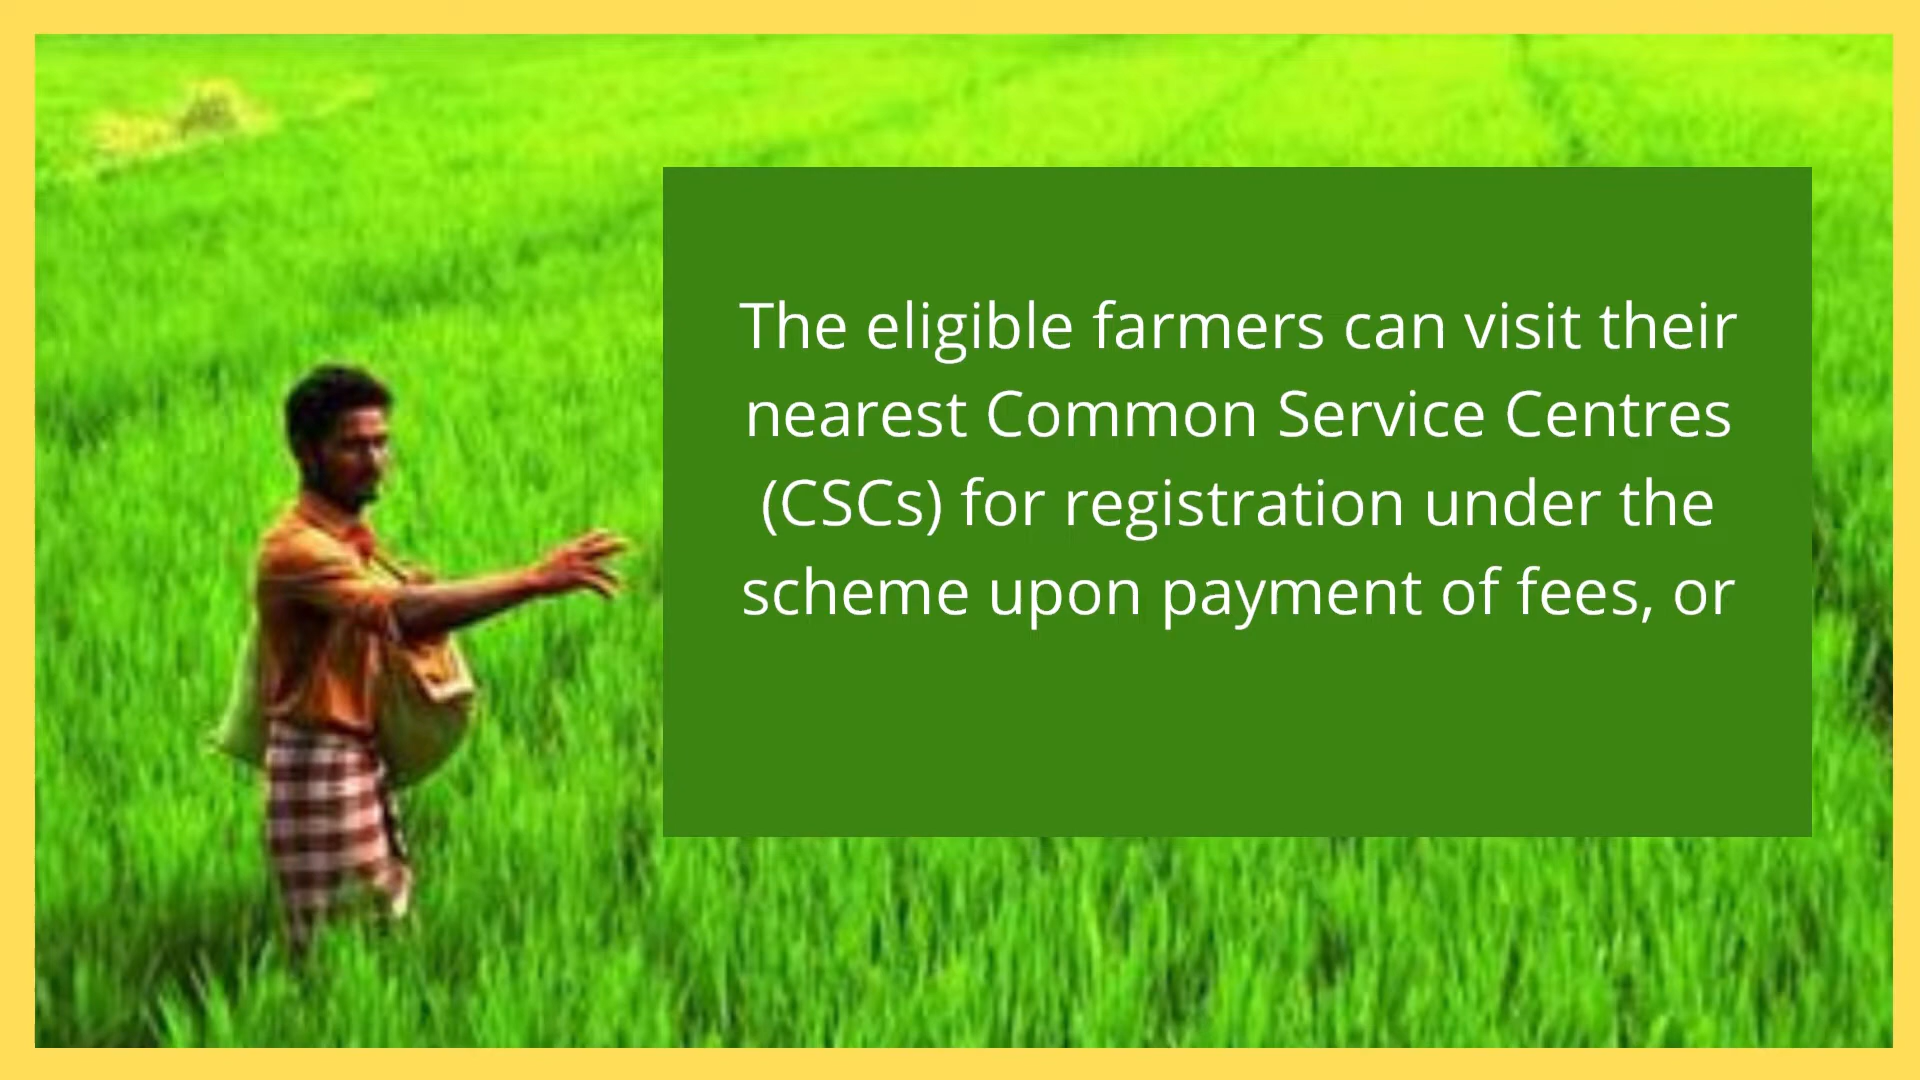 The eligible farmers can visit their
nearest Common Service Centres
(CSCs) for registration under the
scheme upon payment of fees, or